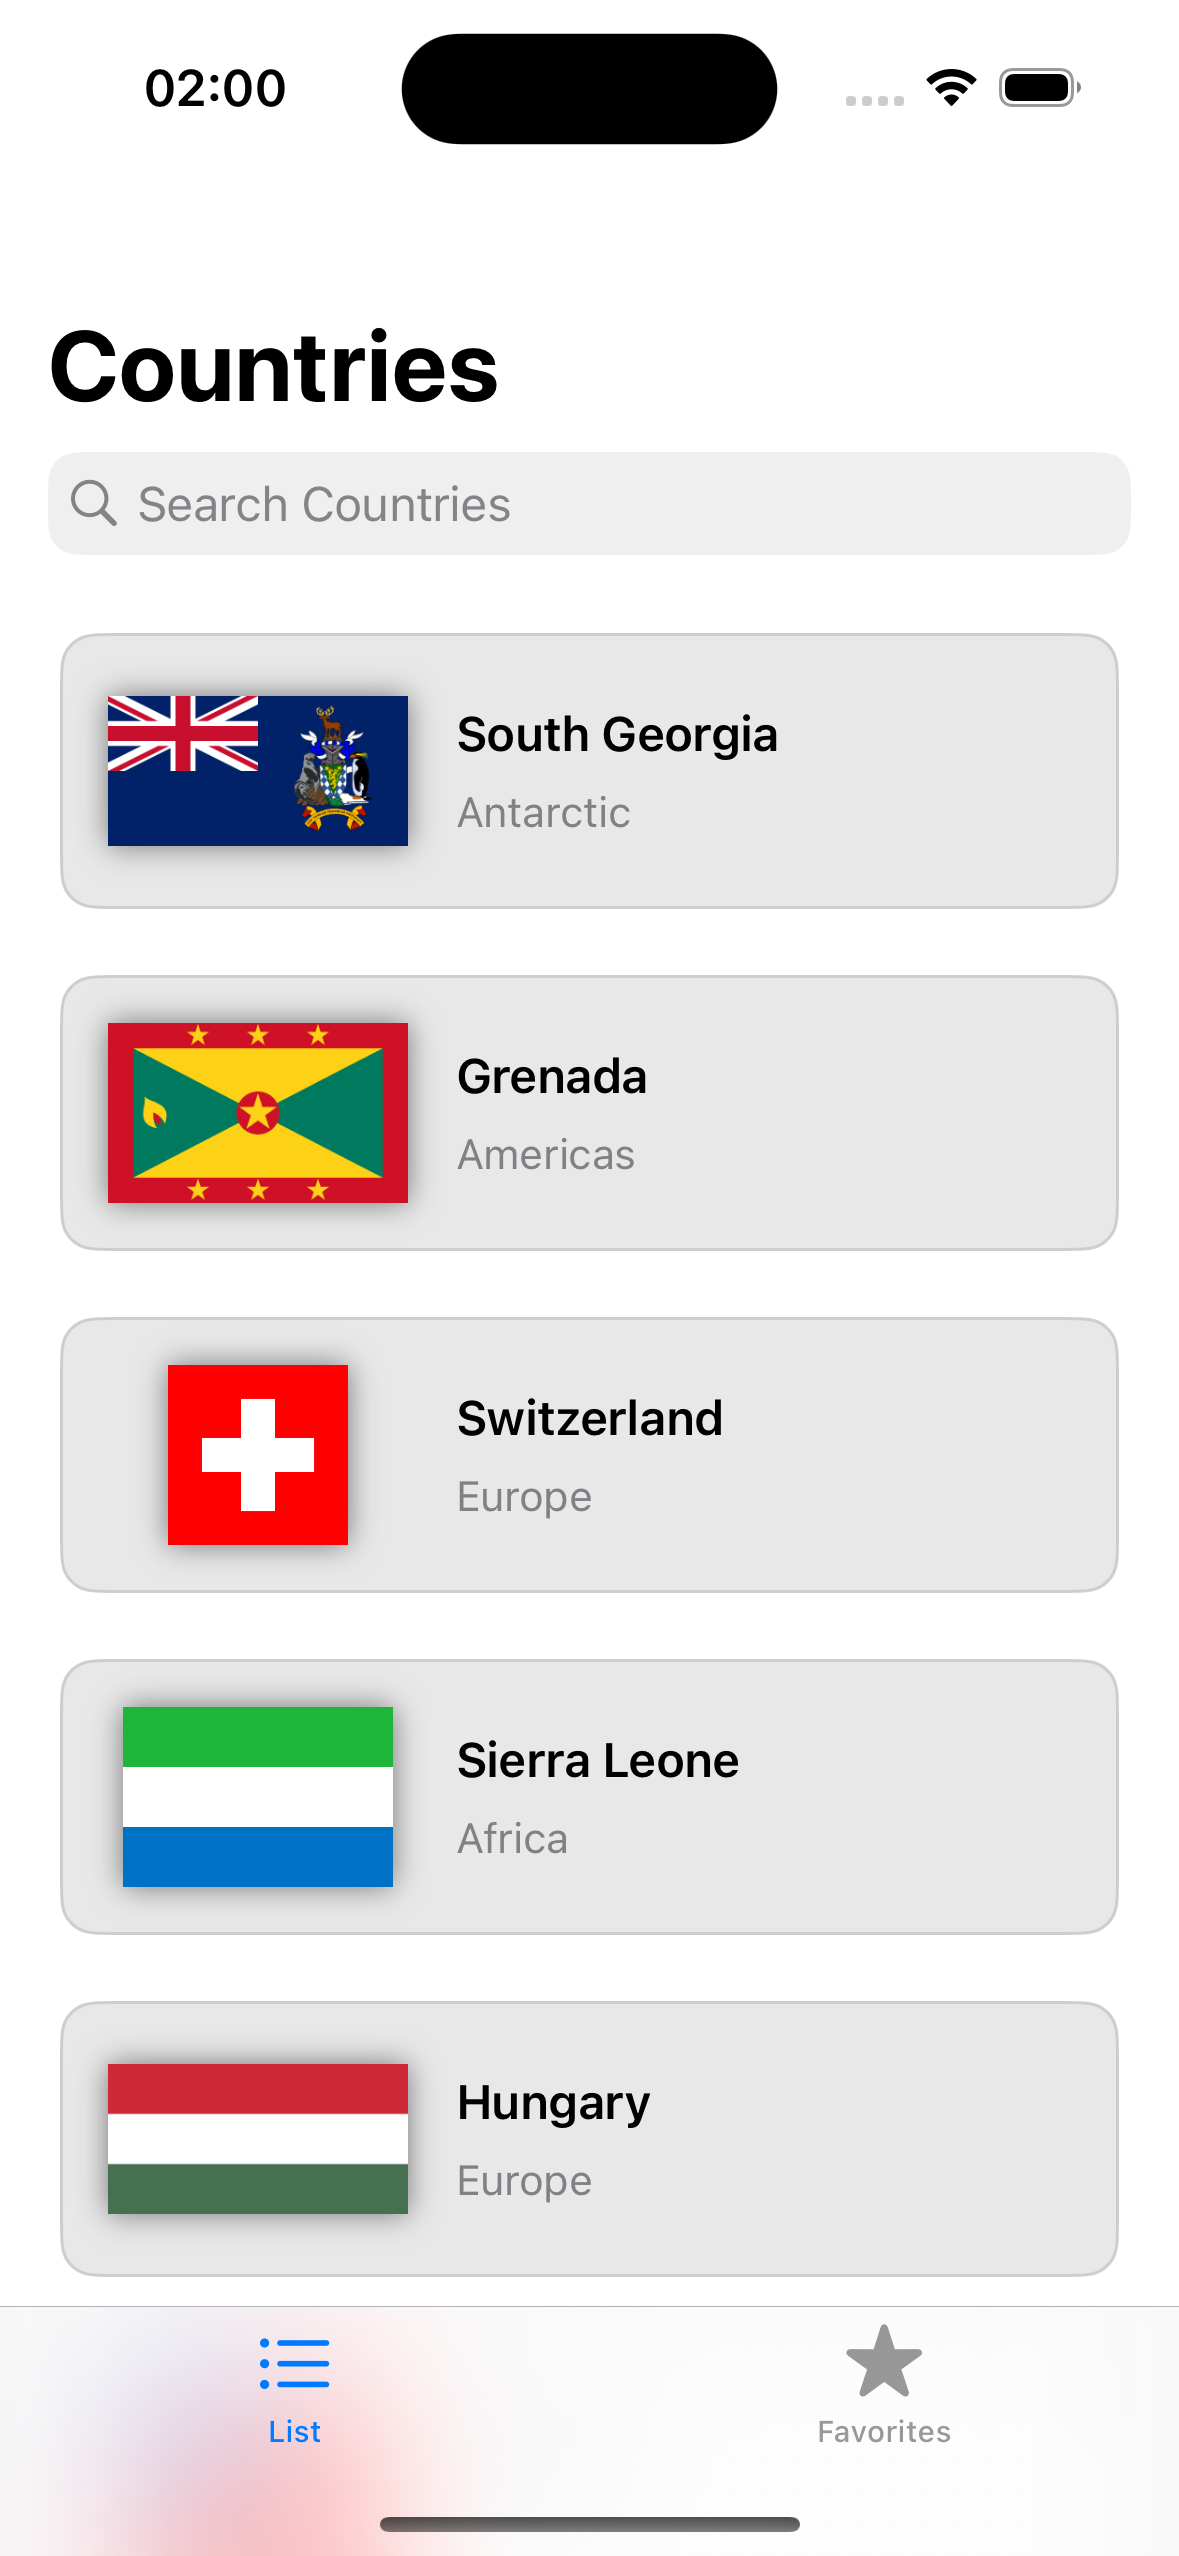 02:00
Countries
Search Countries
South Georgia
Antarctic
Grenada
Americas
Switzerland
Europe
Sierra Leone
Africa
Hungary
Europe
List
Favorites